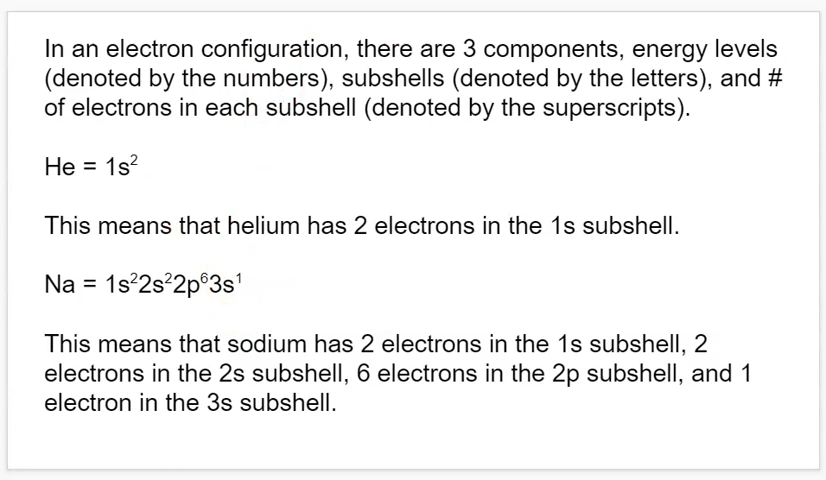 In an electron configuration, there are 3 components, energy levels
(denoted by the numbers), subshells (denoted by the letters), and #
of electrons in each subshell (denoted by the superscripts).
He = 1s²
This means that helium has 2 electrons in the 1s subshell.
Na = 1s²2s²2p⁶3s¹
This means that sodium has 2 electrons in the 1s subshell, 2
electrons in the 2s subshell, 6 electrons in the 2p subshell, and 1
electron in the 3s subshell.